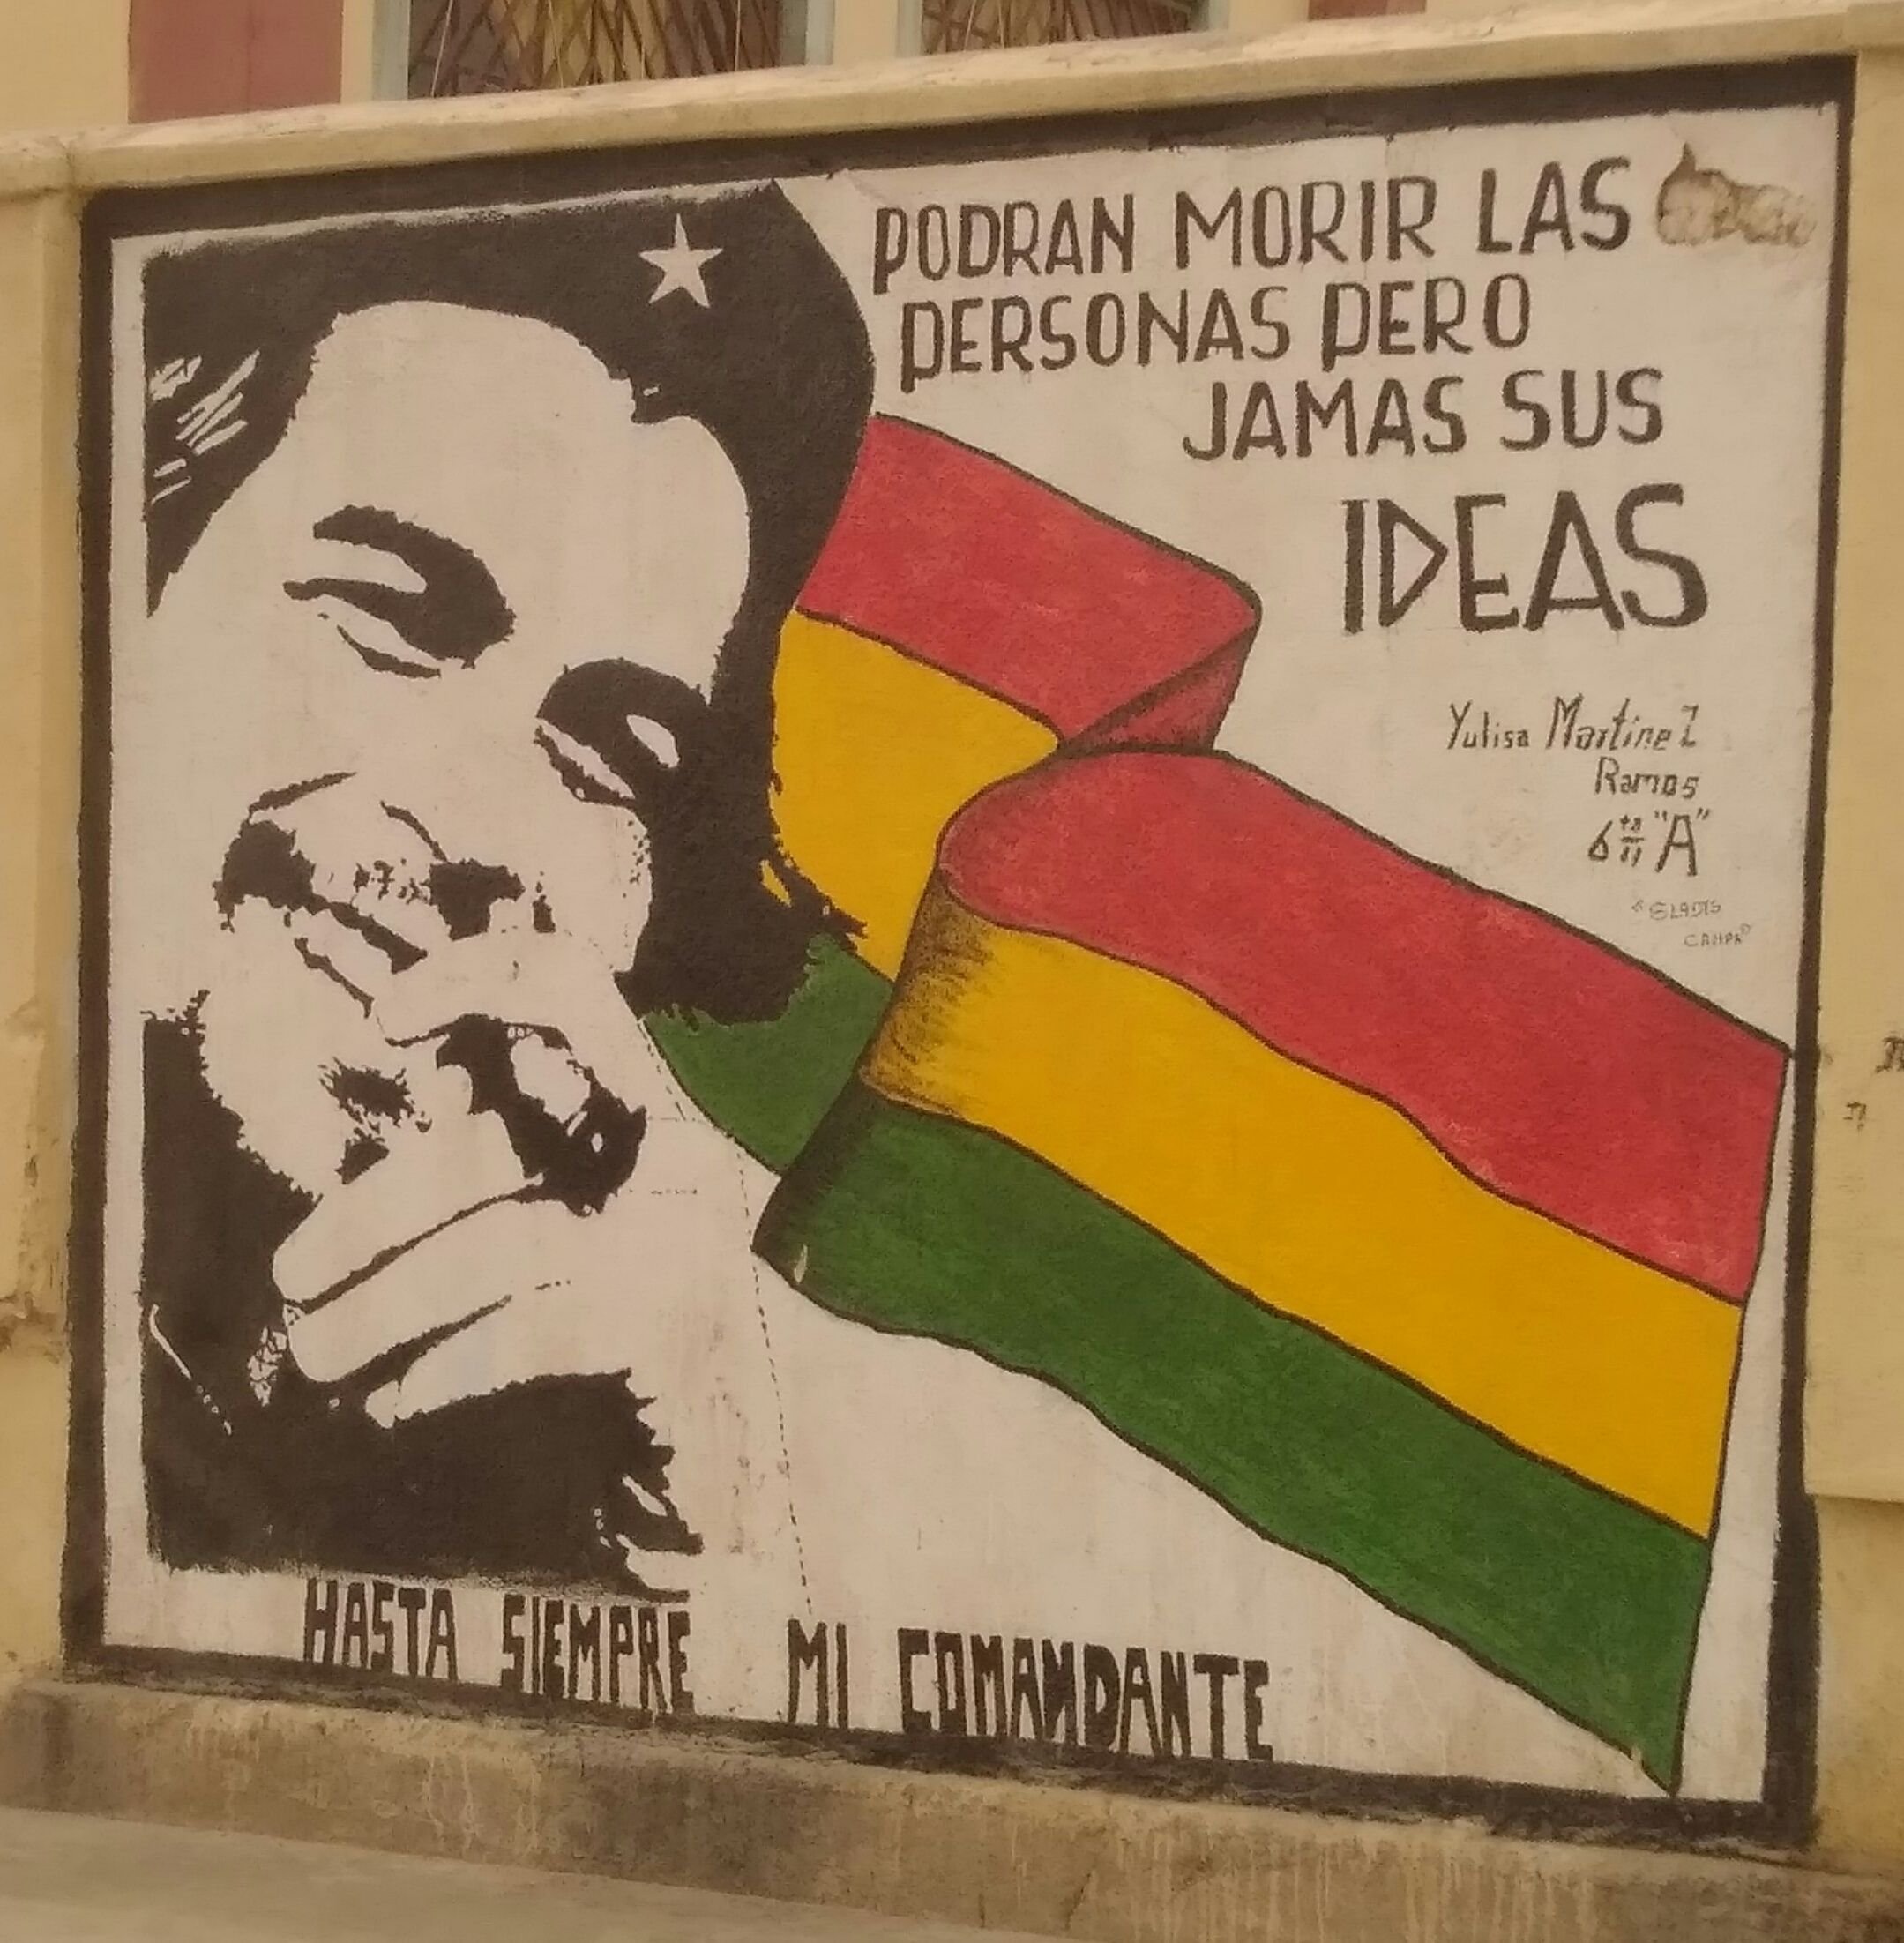 PODRAN MORIR LAS
PERSONAS PERO
JAMAS SUS
IDEAS
Yulisa Martinez
Ramos
6to "A"
HASTA SIEMPRE MI COMANDANTE